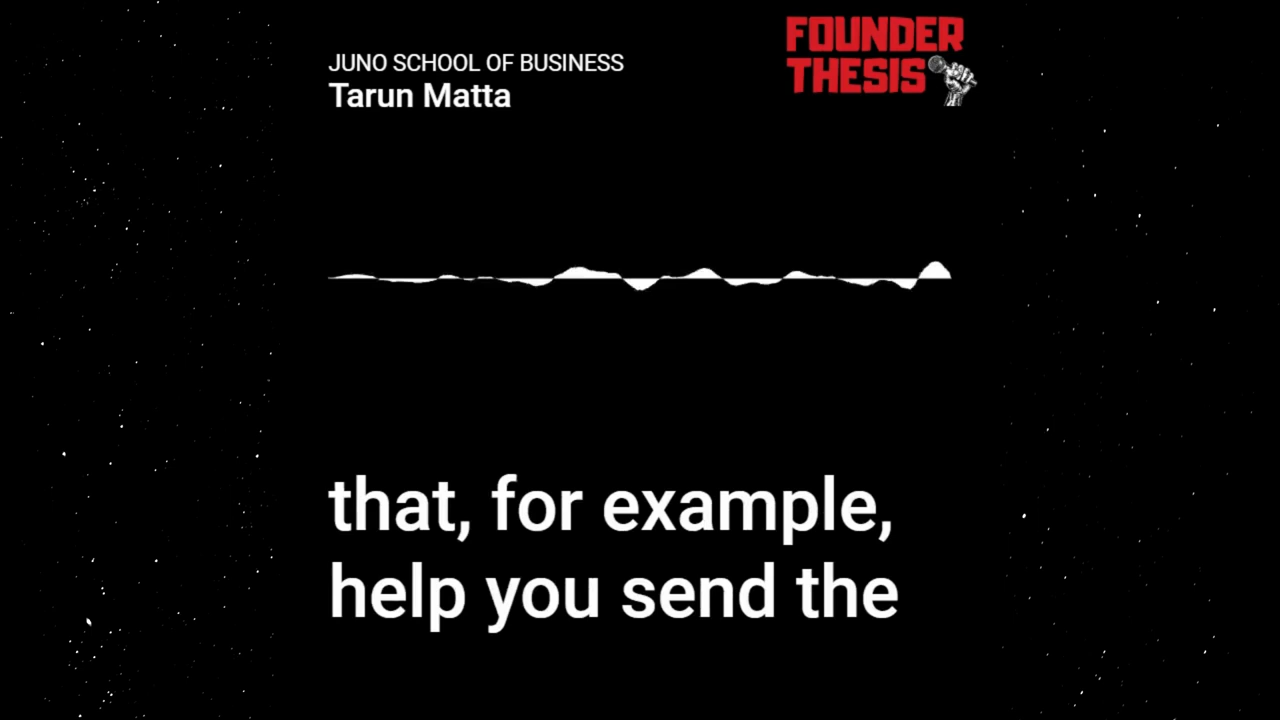 JUNO SCHOOL OF BUSINESS
Tarun Matta
FOUNDER
THESIS
that, for example,
help you send the